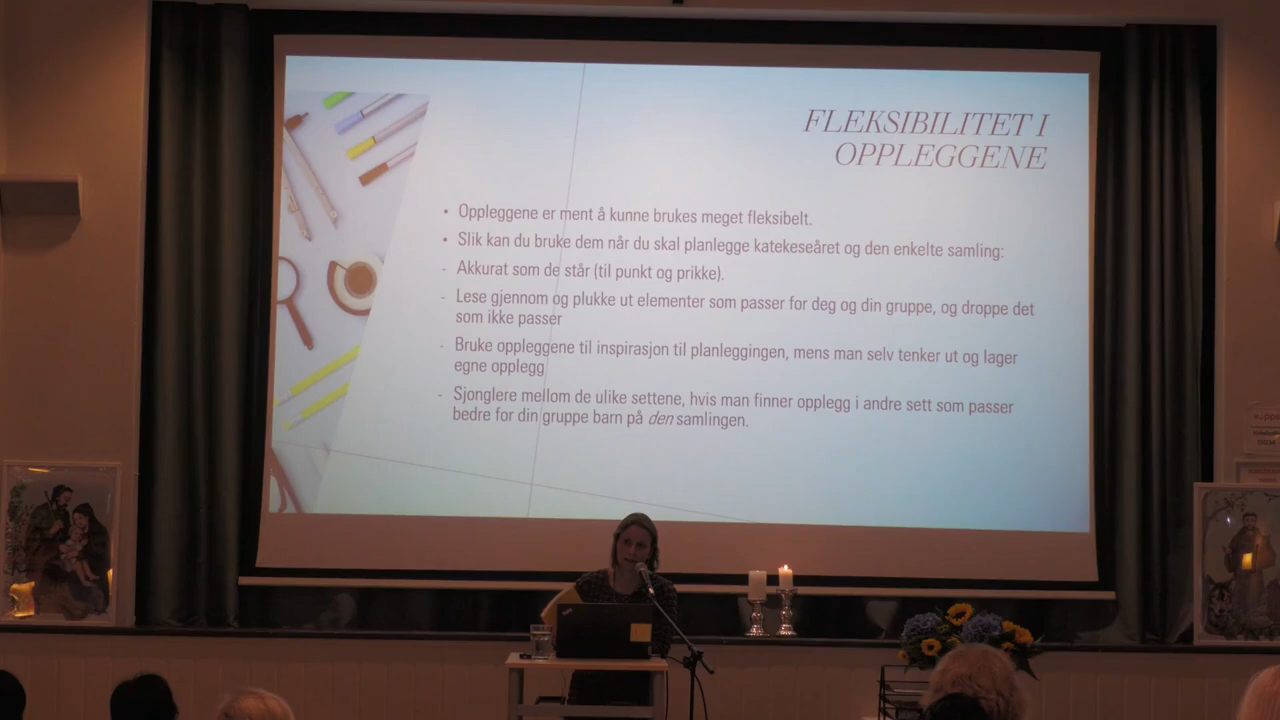 FLEKSIBILITET I
OPPLEGGENE
• Oppleggene er ment å kunne brukes meget fleksibelt.
• Slik kan du bruke dem når du skal planlegge katekeseåret og den enkelte samling:
- Akkurat som de står (til punkt og prikke).
- Lese gjennom og plukke ut elementer som passer for deg og din gruppe, og droppe det
som ikke passer
- Bruke oppleggene til inspirasjon til planleggingen, mens man selv tenker ut og lager
egne opplegg
- Sjonglere mellom de ulike settene, hvis man finner opplegg i andre sett som passer
bedre for din gruppe barn på den samlingen.